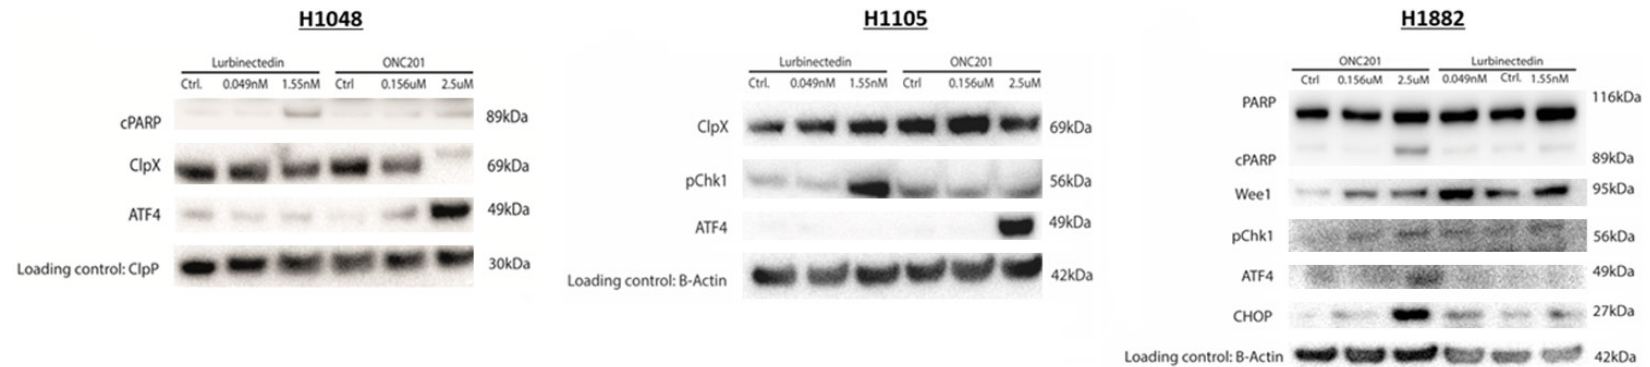 H1048
Lurbinectedin ONC201
Ctrl. 0.049nM 1.55nM Ctrl 0.156uM 2.5uM
cPARP 89kDa
ClpX 69kDa
ATF4 49kDa
Loading control: ClpP 30kDa
H1105
Lurbinectedin ONC201
Ctrl. 0.049nM 1.55nM Ctrl 0.156uM 2.5uM
ClpX 69kDa
pChk1 56kDa
ATF4 49kDa
Loading control: B-Actin 42kDa
H1882
ONC201 Lurbinectedin
Ctrl 0.156uM 2.5uM 0.049nM Ctrl. 1.55nM
PARP 116kDa
cPARP 89kDa
Wee1 95kDa
pChk1 56kDa
ATF4 49kDa
CHOP 27kDa
Loading control: B-Actin 42kDa